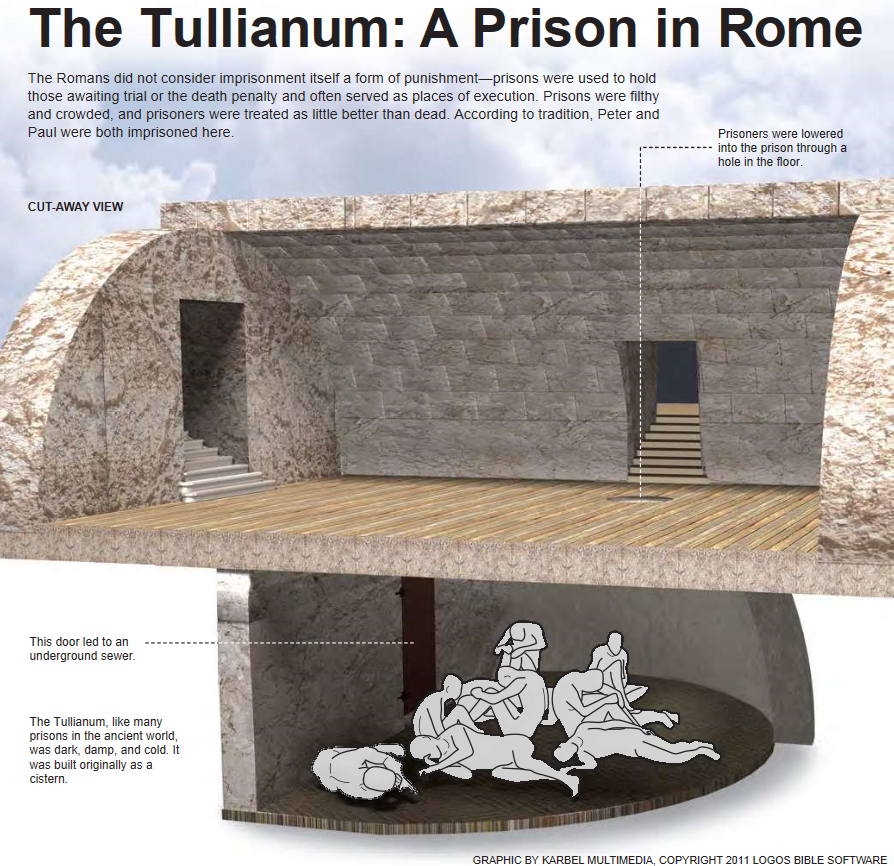 The Tullianum: A Prison in Rome
The Romans did not consider imprisonment itself a form of punishment—prisons were used to hold
those awaiting trial or the death penalty and often served as places of execution. Prisons were filthy
and crowded, and prisoners were treated as little better than dead. According to tradition, Peter and
Paul were both imprisoned here.
Prisoners were lowered
into the prison through a
hole in the floor.
CUT-AWAY VIEW
This door led to an
underground sewer.
The Tullianum, like many
prisons in the ancient world,
was dark, damp, and cold. It
was built originally as a
cistern.
GRAPHIC BY KARBEL MULTIMEDIA, COPYRIGHT 2011 LOGOS BIBLE SOFTWARE